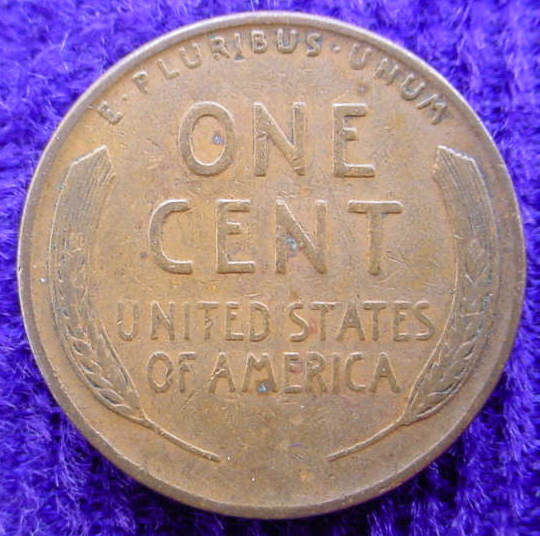 E·PLURIBUS·UNUM
ONE
CENT
UNITED STATES
OF AMERICA